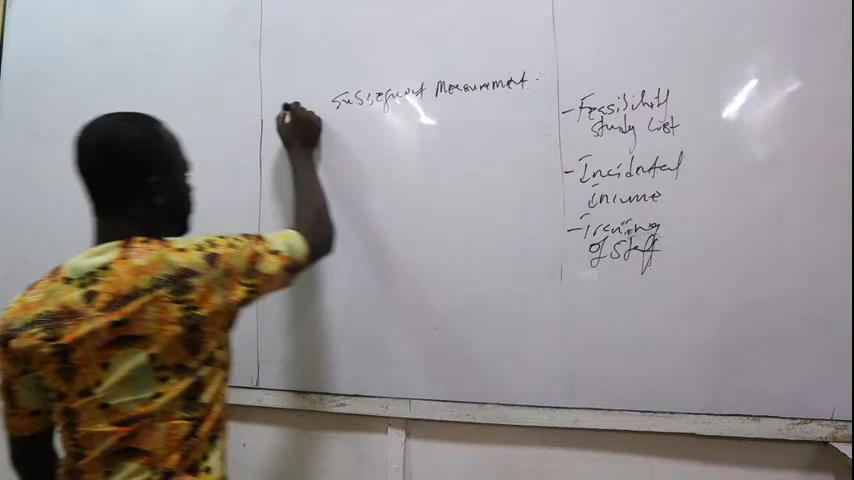 Subsequent Measurement.
- Feasibility
study Cost
- Incidental
income
- Training
of Staff